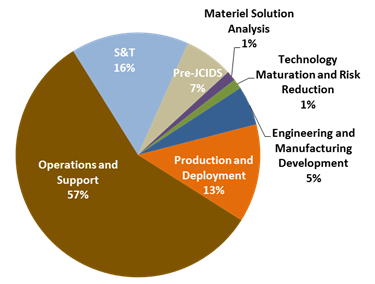 Materiel Solution
Analysis
1%
S&T
16%
Pre-JCIDS
7%
Technology
Maturation and Risk
Reduction
1%
Engineering and
Manufacturing
Development
5%
Production and
Deployment
13%
Operations and
Support
57%